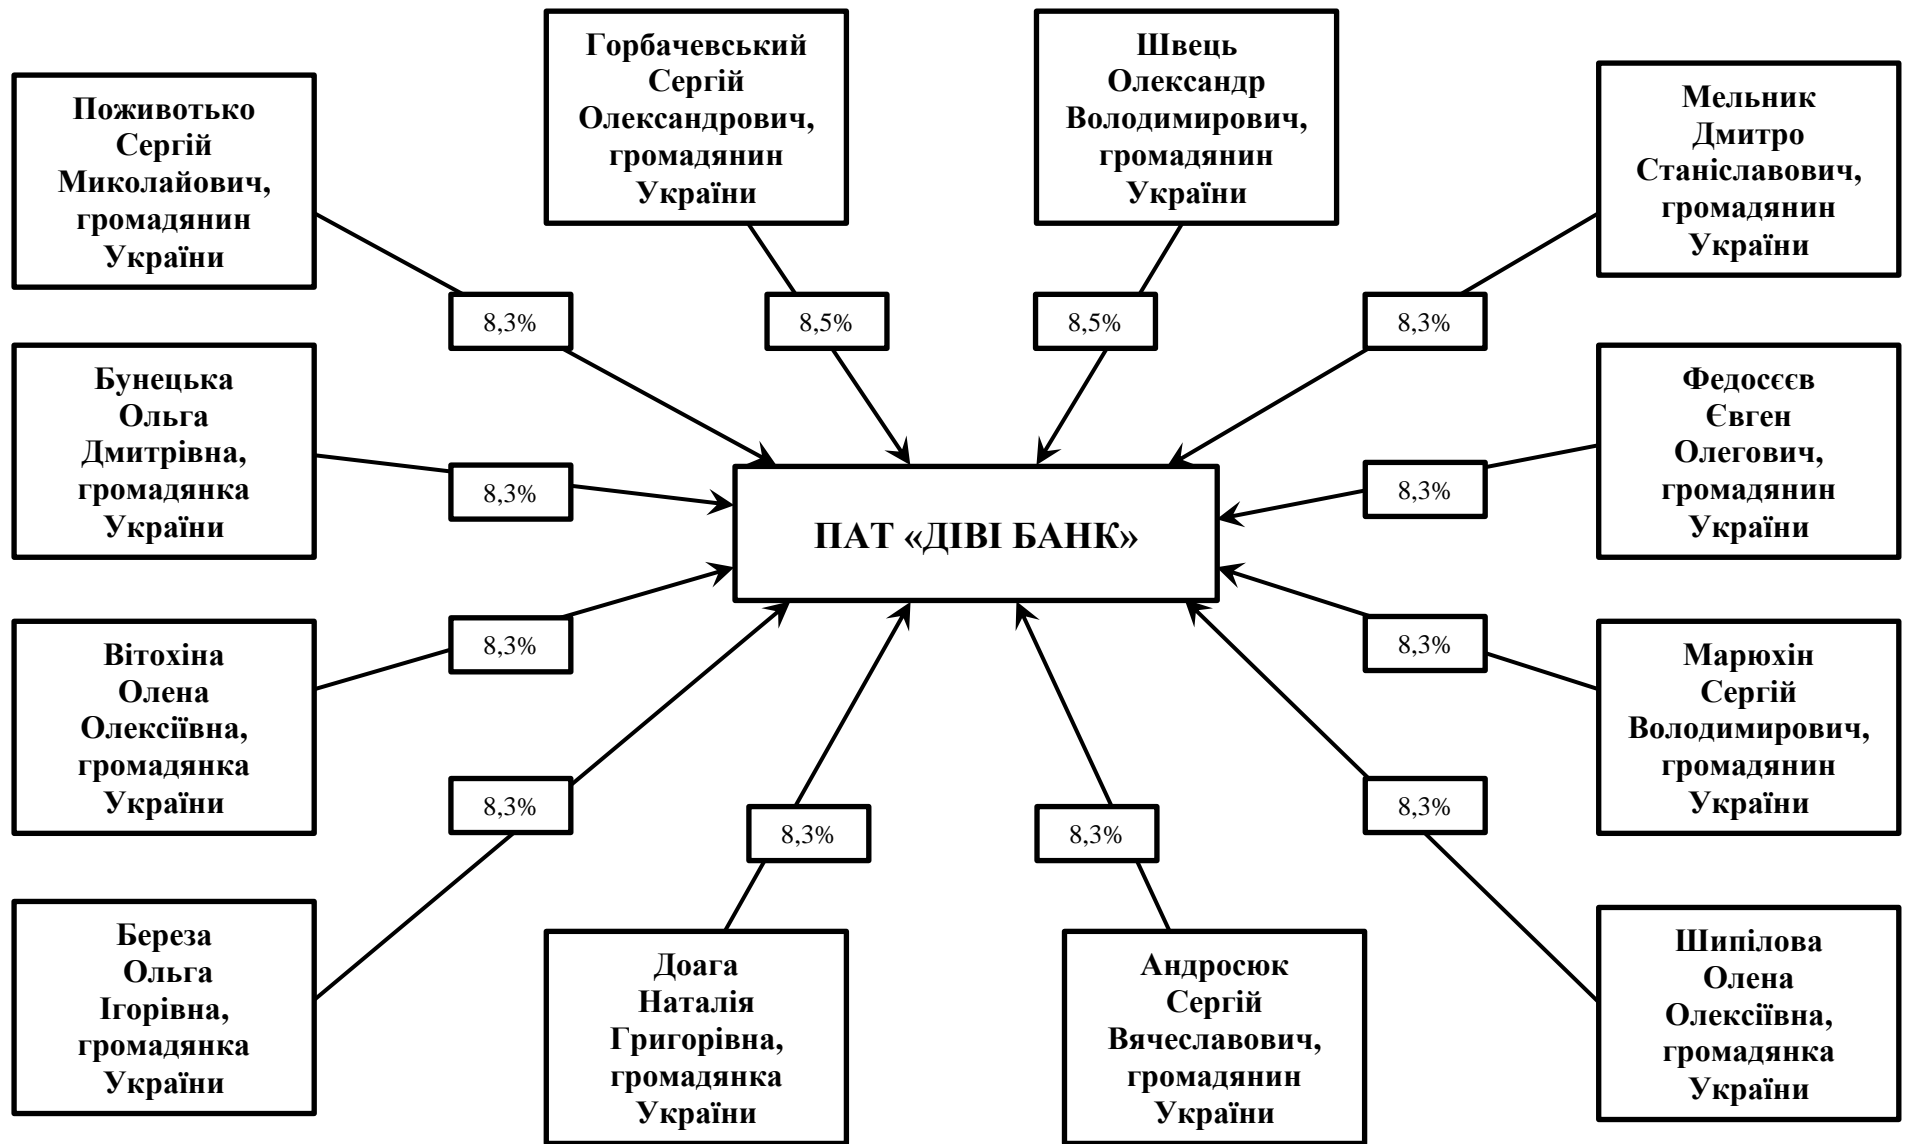 Поживотько
Сергій
Миколайович,
громадянин
України
Горбачевський
Сергій
Олександрович,
громадянин
України
Швець
Олександр
Володимирович,
громадянин
України
Мельник
Дмитро
Станіславович,
громадянин
України
8,3%
8,5%
8,5%
8,3%
Бунецька
Ольга
Дмитрівна,
громадянка
України
8,3%
ПАТ «ДІВІ БАНК»
8,3%
Федосєєв
Євген
Олегович,
громадянин
України
Вітохіна
Олена
Олексіївна,
громадянка
України
8,3%
8,3%
Марюхін
Сергій
Володимирович,
громадянин
України
8,3%
8,3%
8,3%
8,3%
Береза
Ольга
Ігорівна,
громадянка
України
Доага
Наталія
Григорівна,
громадянка
України
Андросюк
Сергій
Вячеславович,
громадянин
України
Шипілова
Олена
Олексіївна,
громадянка
України